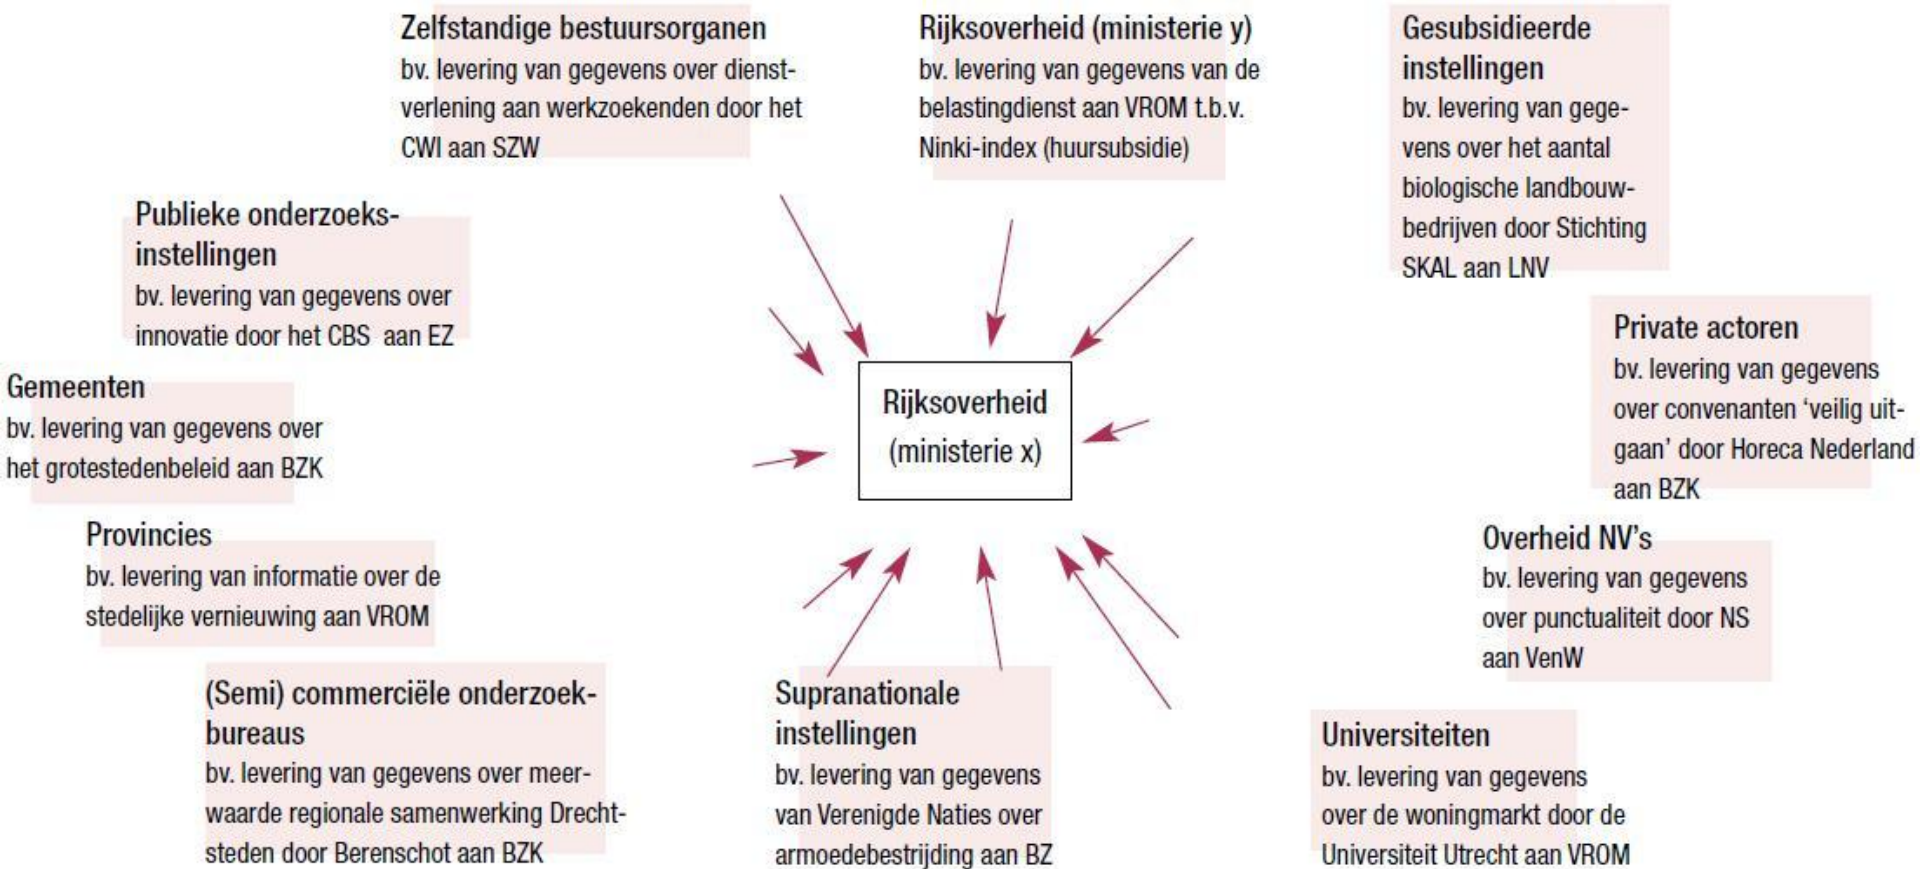 Zelfstandige bestuursorganen
bv. levering van gegevens over dienst-
verlening aan werkzoekenden door het
CWI aan SZW
Rijksoverheid (ministerie y)
bv. levering van gegevens van de
belastingdienst aan VROM t.b.v.
Ninki-index (huursubsidie)
Gesubsidieerde
instellingen
bv. levering van gege-
vens over het aantal
biologische landbouw-
bedrijven door Stichting
SKAL aan LNV
Publieke onderzoeks-
instellingen
bv. levering van gegevens over
innovatie door het CBS aan EZ
Private actoren
bv. levering van gegevens
over convenanten ‘veilig uit-
gaan’ door Horeca Nederland
aan BZK
Gemeenten
bv. levering van gegevens over
het grotestedenbeleid aan BZK
Rijksoverheid
(ministerie x)
Provincies
bv. levering van informatie over de
stedelijke vernieuwing aan VROM
Overheid NV’s
bv. levering van gegevens
over punctualiteit door NS
aan VenW
(Semi) commerciële onderzoek-
bureaus
bv. levering van gegevens over meer-
waarde regionale samenwerking Drecht-
steden door Berenschot aan BZK
Supranationale
instellingen
bv. levering van gegevens
van Verenigde Naties over
armoedebestrijding aan BZ
Universiteiten
bv. levering van gegevens
over de woningmarkt door de
Universiteit Utrecht aan VROM